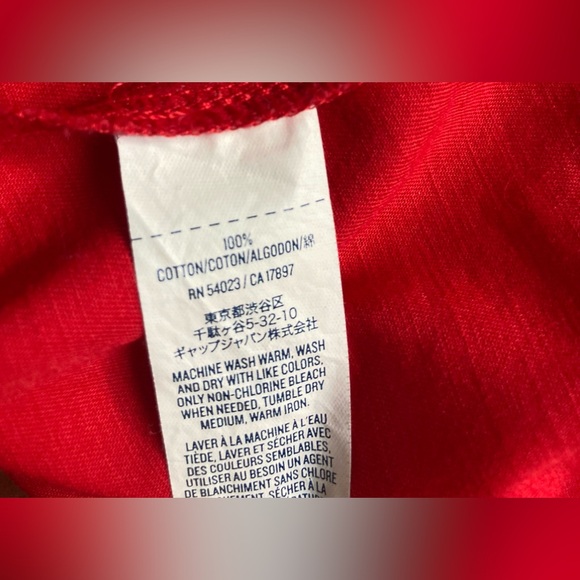 100%
COTTON/COTON/ALGODON/綿
RN 54023 / CA 17897
東京都渋谷区
千駄ヶ谷5-32-10
ギャップジャパン株式会社
MACHINE WASH WARM, WASH
AND DRY WITH LIKE COLORS,
ONLY NON-CHLORINE BLEACH
WHEN NEEDED, TUMBLE DRY
MEDIUM, WARM IRON.
LAVER À LA MACHINE À L'EAU
TIÈDE, LAVER ET SÉCHER AVEC
DES COULEURS SEMBLABLES,
UTILISER AU BESOIN UN AGENT
DE BLANCHIMENT SANS CHLORE
SÉCHER À LA